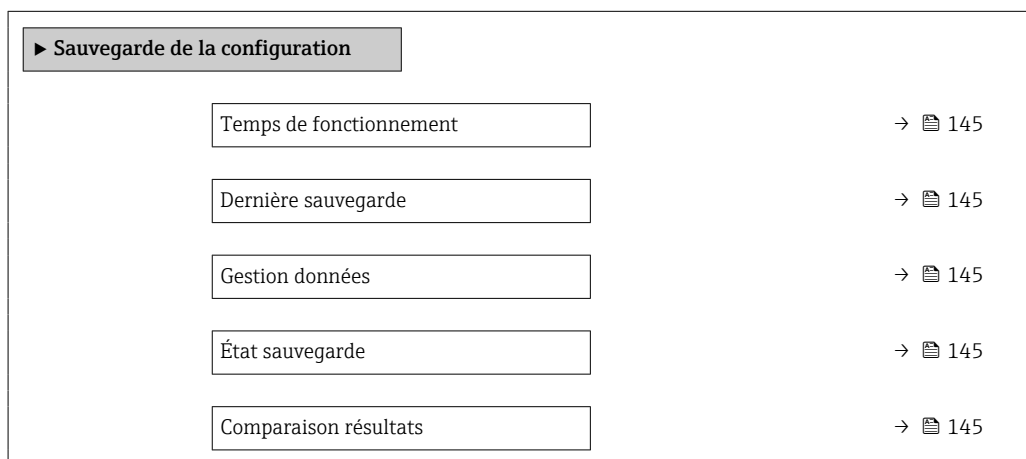 ▶ Sauvegarde de la configuration
Temps de fonctionnement → 145
Dernière sauvegarde → 145
Gestion données → 145
État sauvegarde → 145
Comparaison résultats → 145